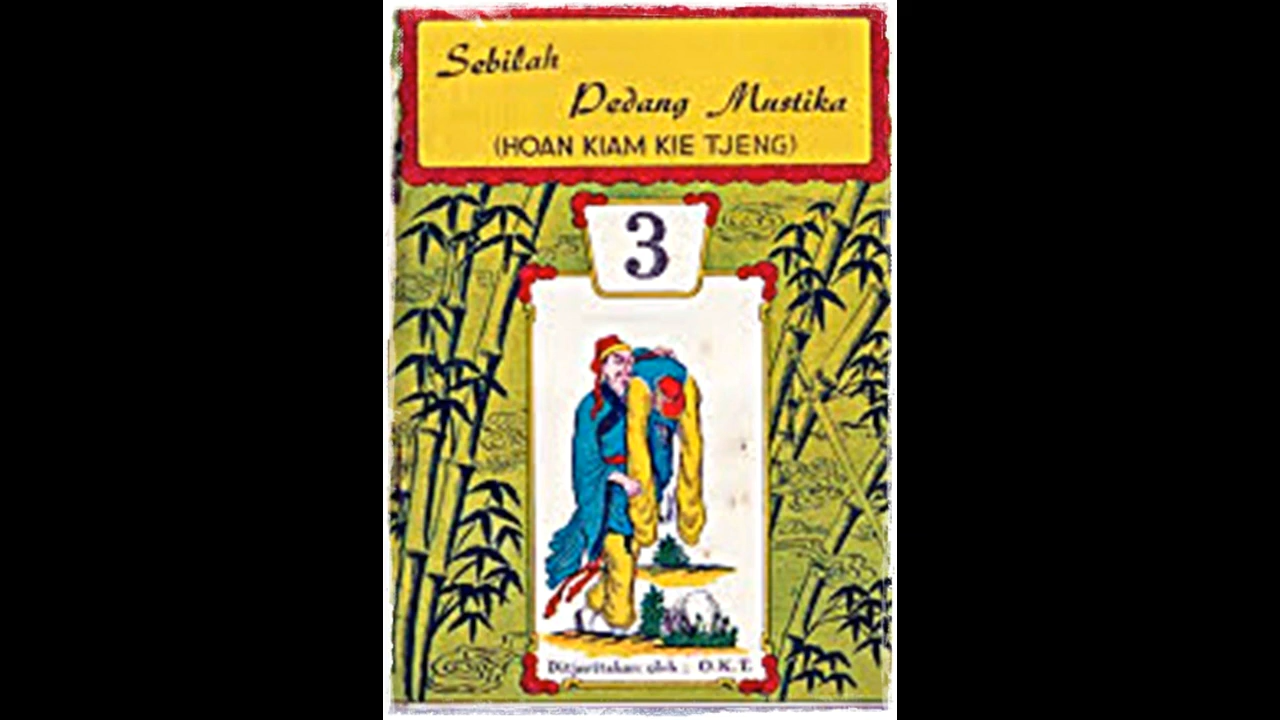 Sebilah
Pedang Mustika
(HOAN KIAM KIE TJENG)
3
Ditjeritakan oleh : O.K.T.